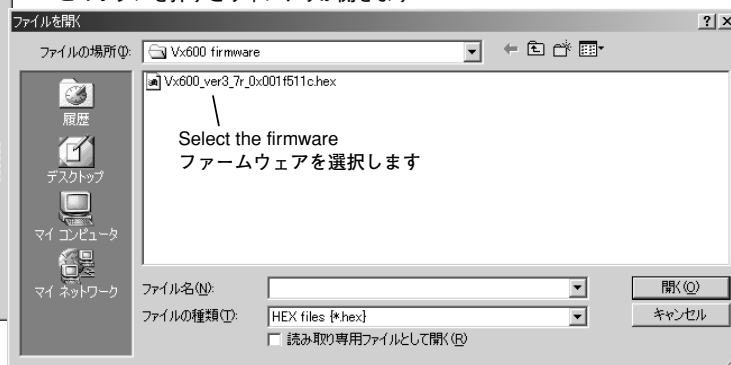 ファイルを開く
ファイルの場所(I):
Vx600 firmware
Vx600_ver3_7r_0x001f511c.hex
Select the firmware
ファームウェアを選択します
履歴
デスクトップ
マイ コンピュータ
マイ ネットワーク
ファイル名(N):
開く(O)
ファイルの種類(T):
HEX files {*.hex}
キャンセル
読み取り専用ファイルとして開く(R)